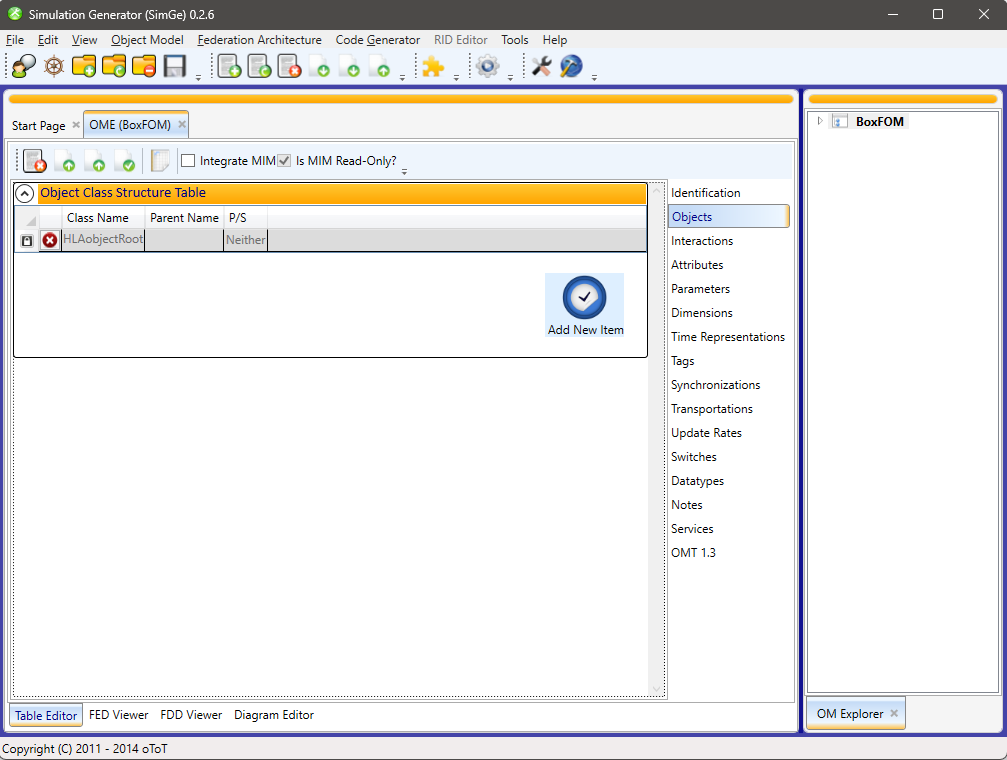 Simulation Generator (SimGe) 0.2.6
File Edit View Object Model Federation Architecture Code Generator RID Editor Tools Help
Start Page OME (BoxFOM)
BoxFOM
Integrate MIM Is MIM Read-Only?
Object Class Structure Table
Class Name Parent Name P/S
HLAobjectRoot Neither
Add New Item
Identification
Objects
Interactions
Attributes
Parameters
Dimensions
Time Representations
Tags
Synchronizations
Transportations
Update Rates
Switches
Datatypes
Notes
Services
OMT 1.3
Table Editor FED Viewer FDD Viewer Diagram Editor
OM Explorer
Copyright (C) 2011 - 2014 oToT